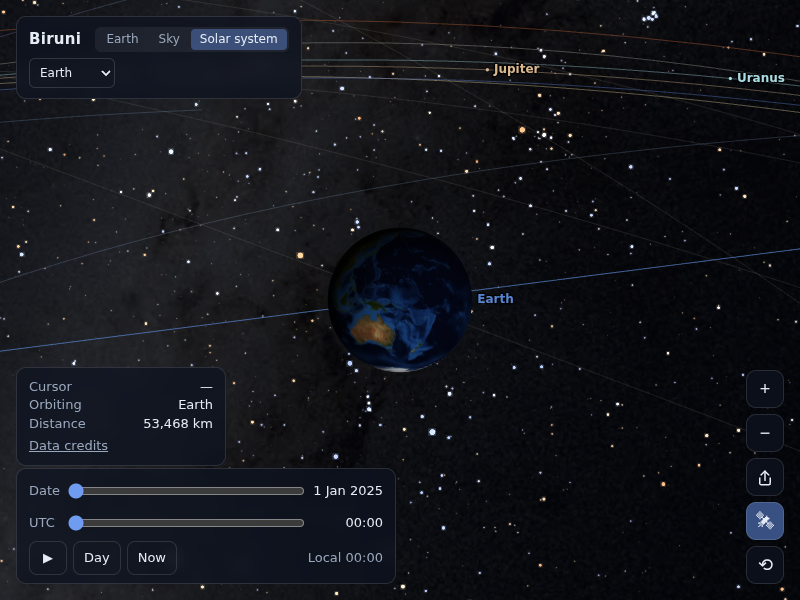 Biruni Earth Sky Solar system
Earth
Jupiter
Uranus
Earth
Cursor —
Orbiting Earth
Distance 53,468 km
Data credits
Date 1 Jan 2025
UTC 00:00
▶ Day Now Local 00:00
+
−
⟲